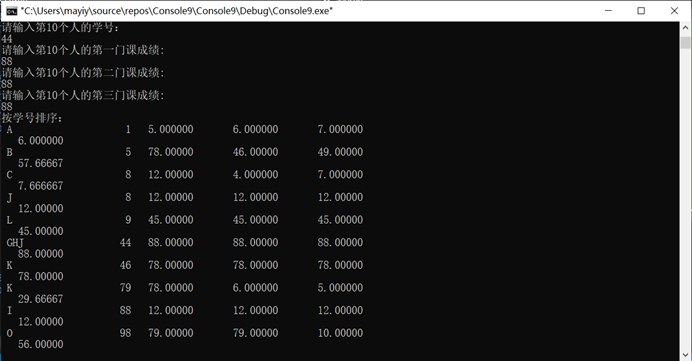 "C:\Users\mayiy\source\repos\Console9\Console9\Debug\Console9.exe"
请输入第10个人的学号:
44
请输入第10个人的第一门课成绩:
88
请输入第10个人的第二门课成绩:
88
请输入第10个人的第三门课成绩:
88
按学号排序:
A 1 5.000000 6.000000 7.000000
6.000000
B 5 78.00000 46.00000 49.00000
57.66667
C 8 12.00000 4.000000 7.000000
7.666667
J 8 12.00000 12.00000 12.00000
12.00000
L 9 45.00000 45.00000 45.00000
45.00000
GHJ 44 88.00000 88.00000 88.00000
88.00000
K 46 78.00000 78.00000 78.00000
78.00000
K 79 78.00000 6.000000 5.000000
29.66667
I 88 12.00000 12.00000 12.00000
12.00000
O 98 79.00000 79.00000 10.00000
56.00000